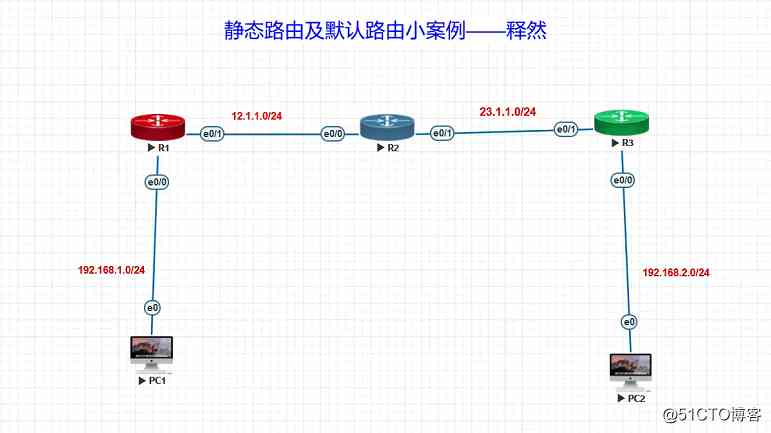 静态路由及默认路由小案例——释然
12.1.1.0/24
23.1.1.0/24
e0/1
e0/0
e0/1
e0/1
R1
R2
R3
e0/0
e0/0
192.168.1.0/24
192.168.2.0/24
e0
e0
PC1
PC2
@51CTO博客